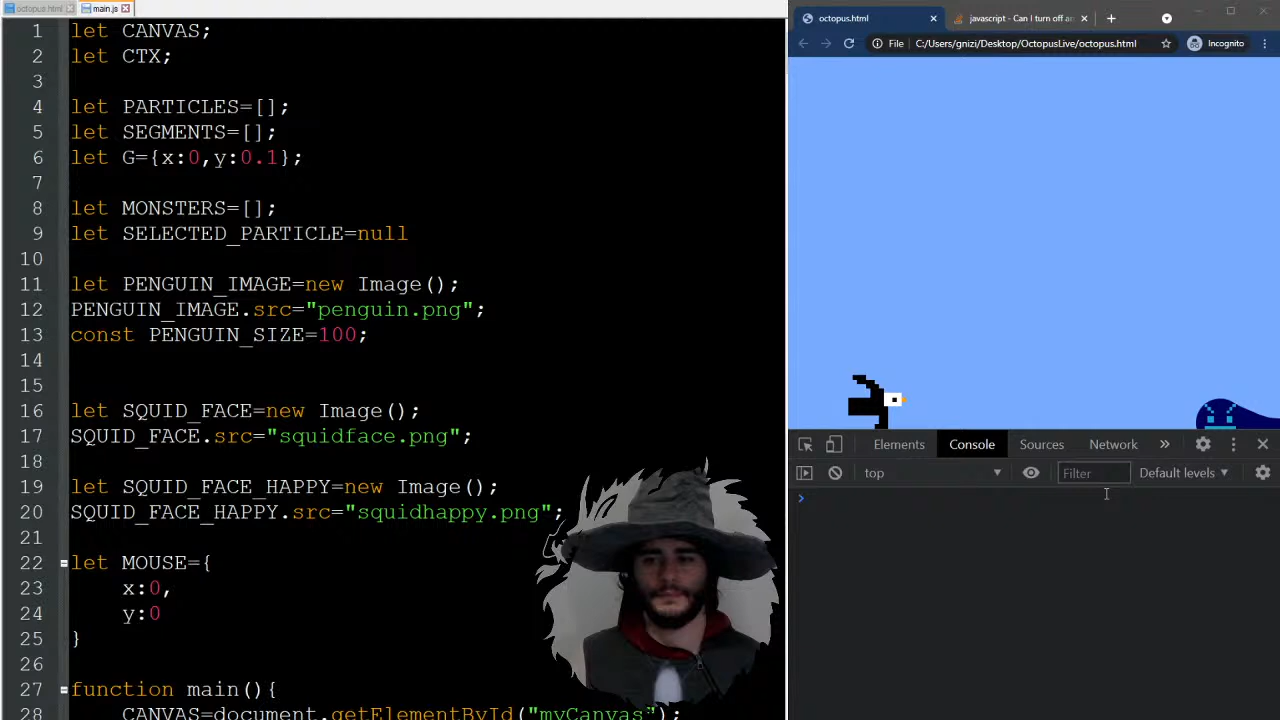 octopus.html
main.js
1 let CANVAS;
2 let CTX;
3
4 let PARTICLES=[];
5 let SEGMENTS=[];
6 let G={x:0,y:0.1};
7
8 let MONSTERS=[];
9 let SELECTED_PARTICLE=null
10
11 let PENGUIN_IMAGE=new Image();
12 PENGUIN_IMAGE.src="penguin.png";
13 const PENGUIN_SIZE=100;
14
15
16 let SQUID_FACE=new Image();
17 SQUID_FACE.src="squidface.png";
18
19 let SQUID_FACE_HAPPY=new Image();
20 SQUID_FACE_HAPPY.src="squidhappy.png";
21
22 let MOUSE={
23 x:0,
24 y:0
25 }
26
27 function main(){
28 CANVAS=document.getElementById("myCanvas");
octopus.html
javascript - Can I turn off an
File C:/Users/gnizi/Desktop/OctopusLive/octopus.html
Incognito
Elements Console Sources Network
top Filter Default levels